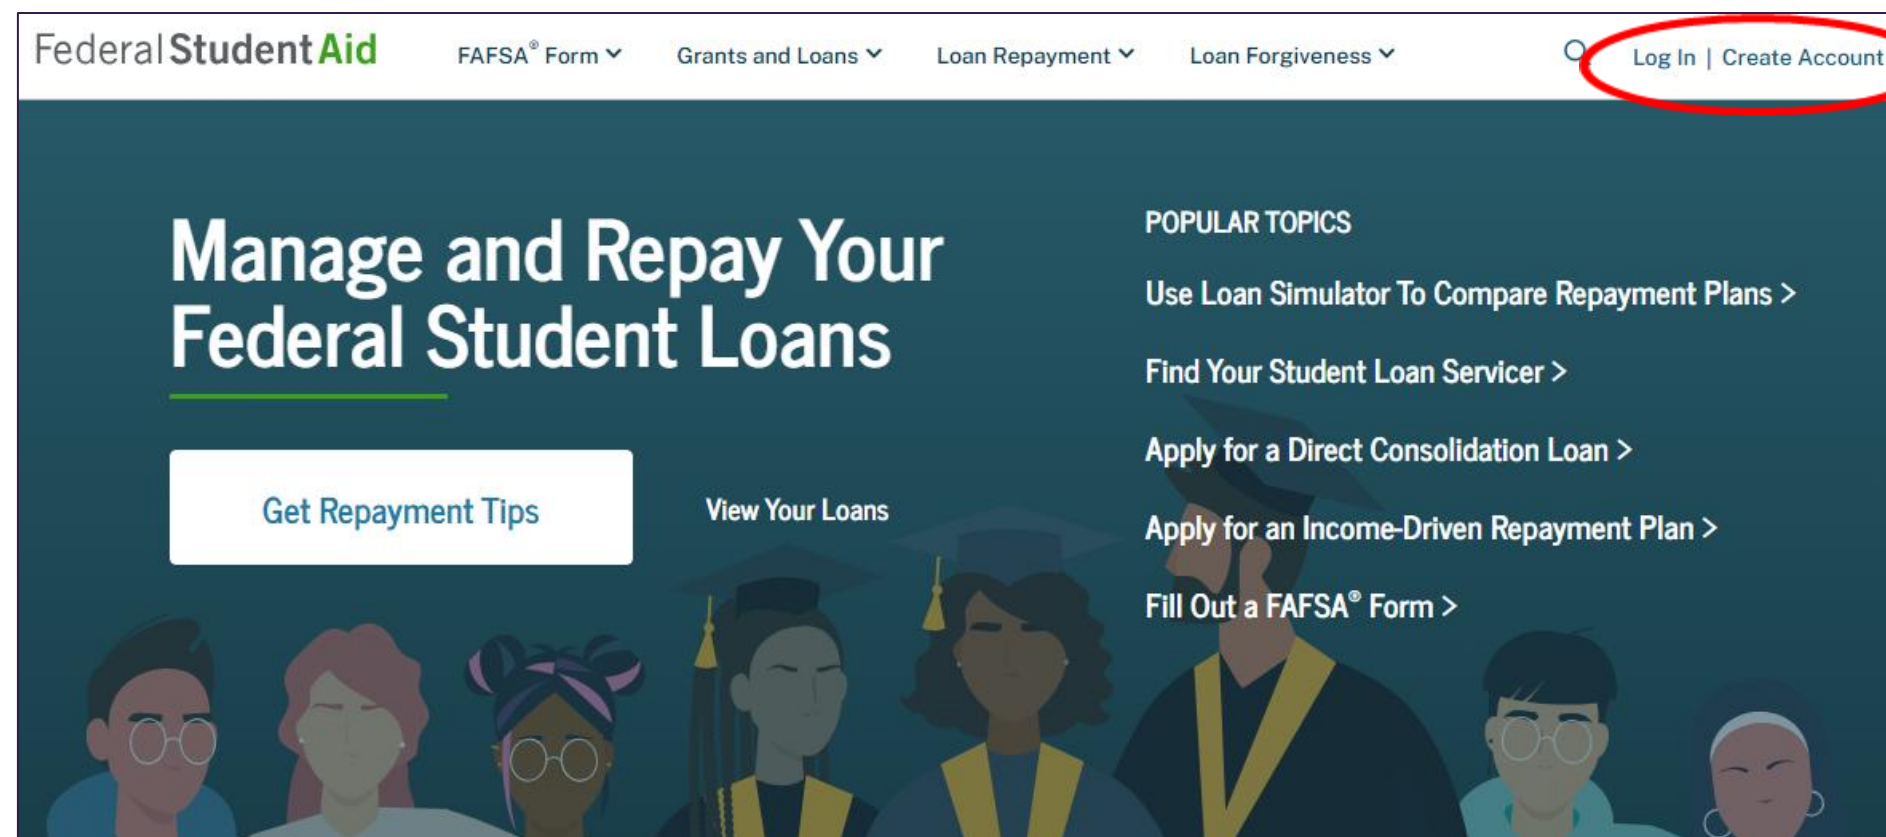 Federal Student Aid
FAFSA® Form
Grants and Loans
Loan Repayment
Loan Forgiveness
Log In | Create Account
Manage and Repay Your
Federal Student Loans
Get Repayment Tips
View Your Loans
POPULAR TOPICS
Use Loan Simulator To Compare Repayment Plans >
Find Your Student Loan Servicer >
Apply for a Direct Consolidation Loan >
Apply for an Income-Driven Repayment Plan >
Fill Out a FAFSA® Form >